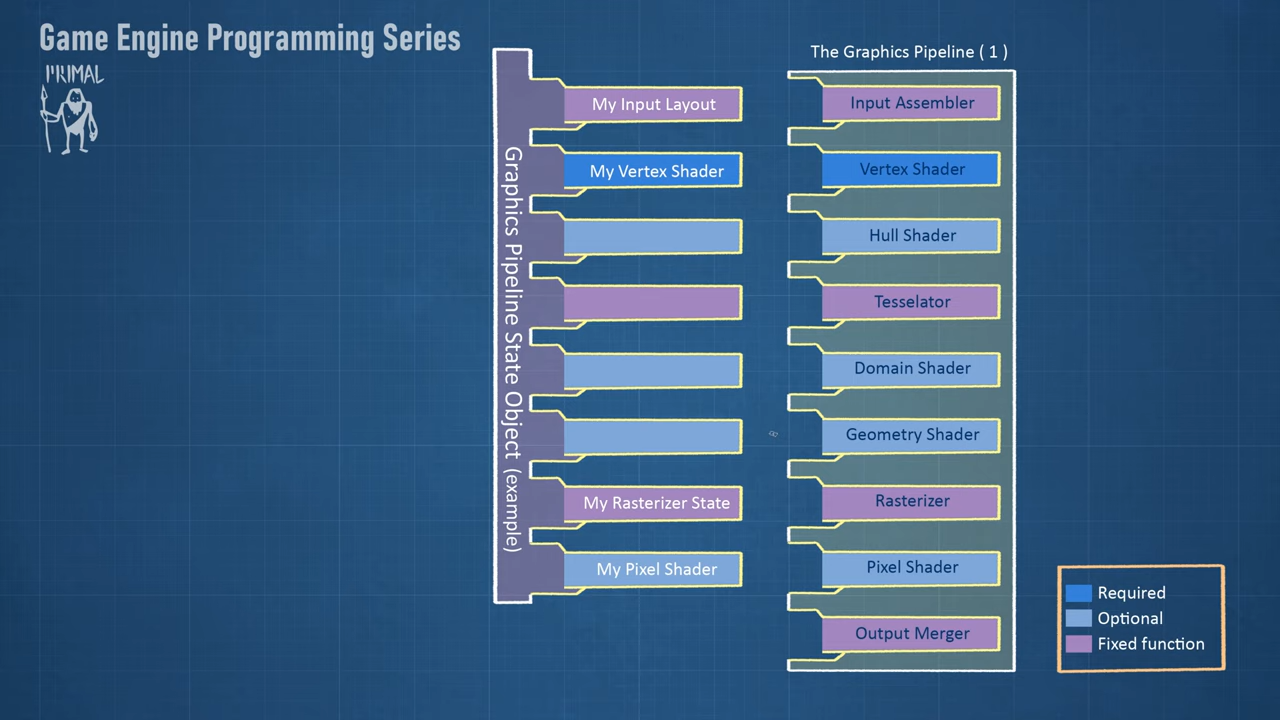 Game Engine Programming Series
PRIMAL
Graphics Pipeline State Object (example)
My Input Layout
My Vertex Shader
My Rasterizer State
My Pixel Shader
The Graphics Pipeline ( 1 )
Input Assembler
Vertex Shader
Hull Shader
Tesselator
Domain Shader
Geometry Shader
Rasterizer
Pixel Shader
Output Merger
Required
Optional
Fixed function